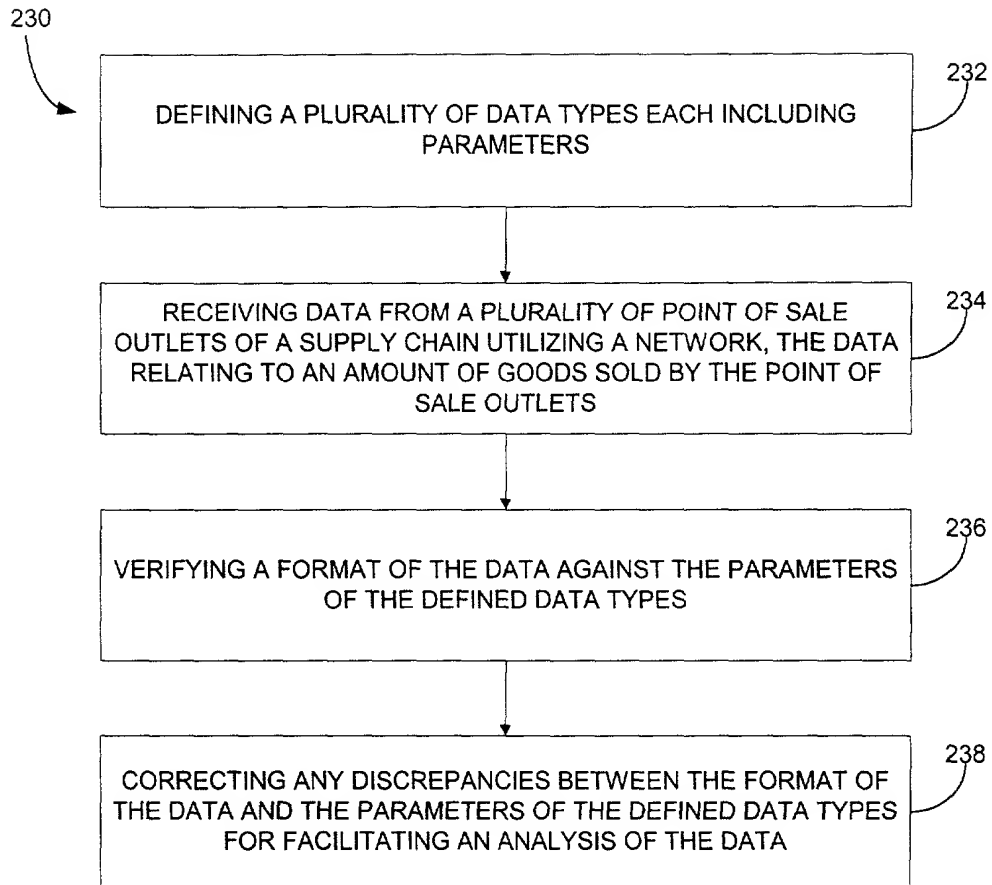 230
232
DEFINING A PLURALITY OF DATA TYPES EACH INCLUDING
PARAMETERS
234
RECEIVING DATA FROM A PLURALITY OF POINT OF SALE
OUTLETS OF A SUPPLY CHAIN UTILIZING A NETWORK, THE DATA
RELATING TO AN AMOUNT OF GOODS SOLD BY THE POINT OF
SALE OUTLETS
236
VERIFYING A FORMAT OF THE DATA AGAINST THE PARAMETERS
OF THE DEFINED DATA TYPES
238
CORRECTING ANY DISCREPANCIES BETWEEN THE FORMAT OF
THE DATA AND THE PARAMETERS OF THE DEFINED DATA TYPES
FOR FACILITATING AN ANALYSIS OF THE DATA